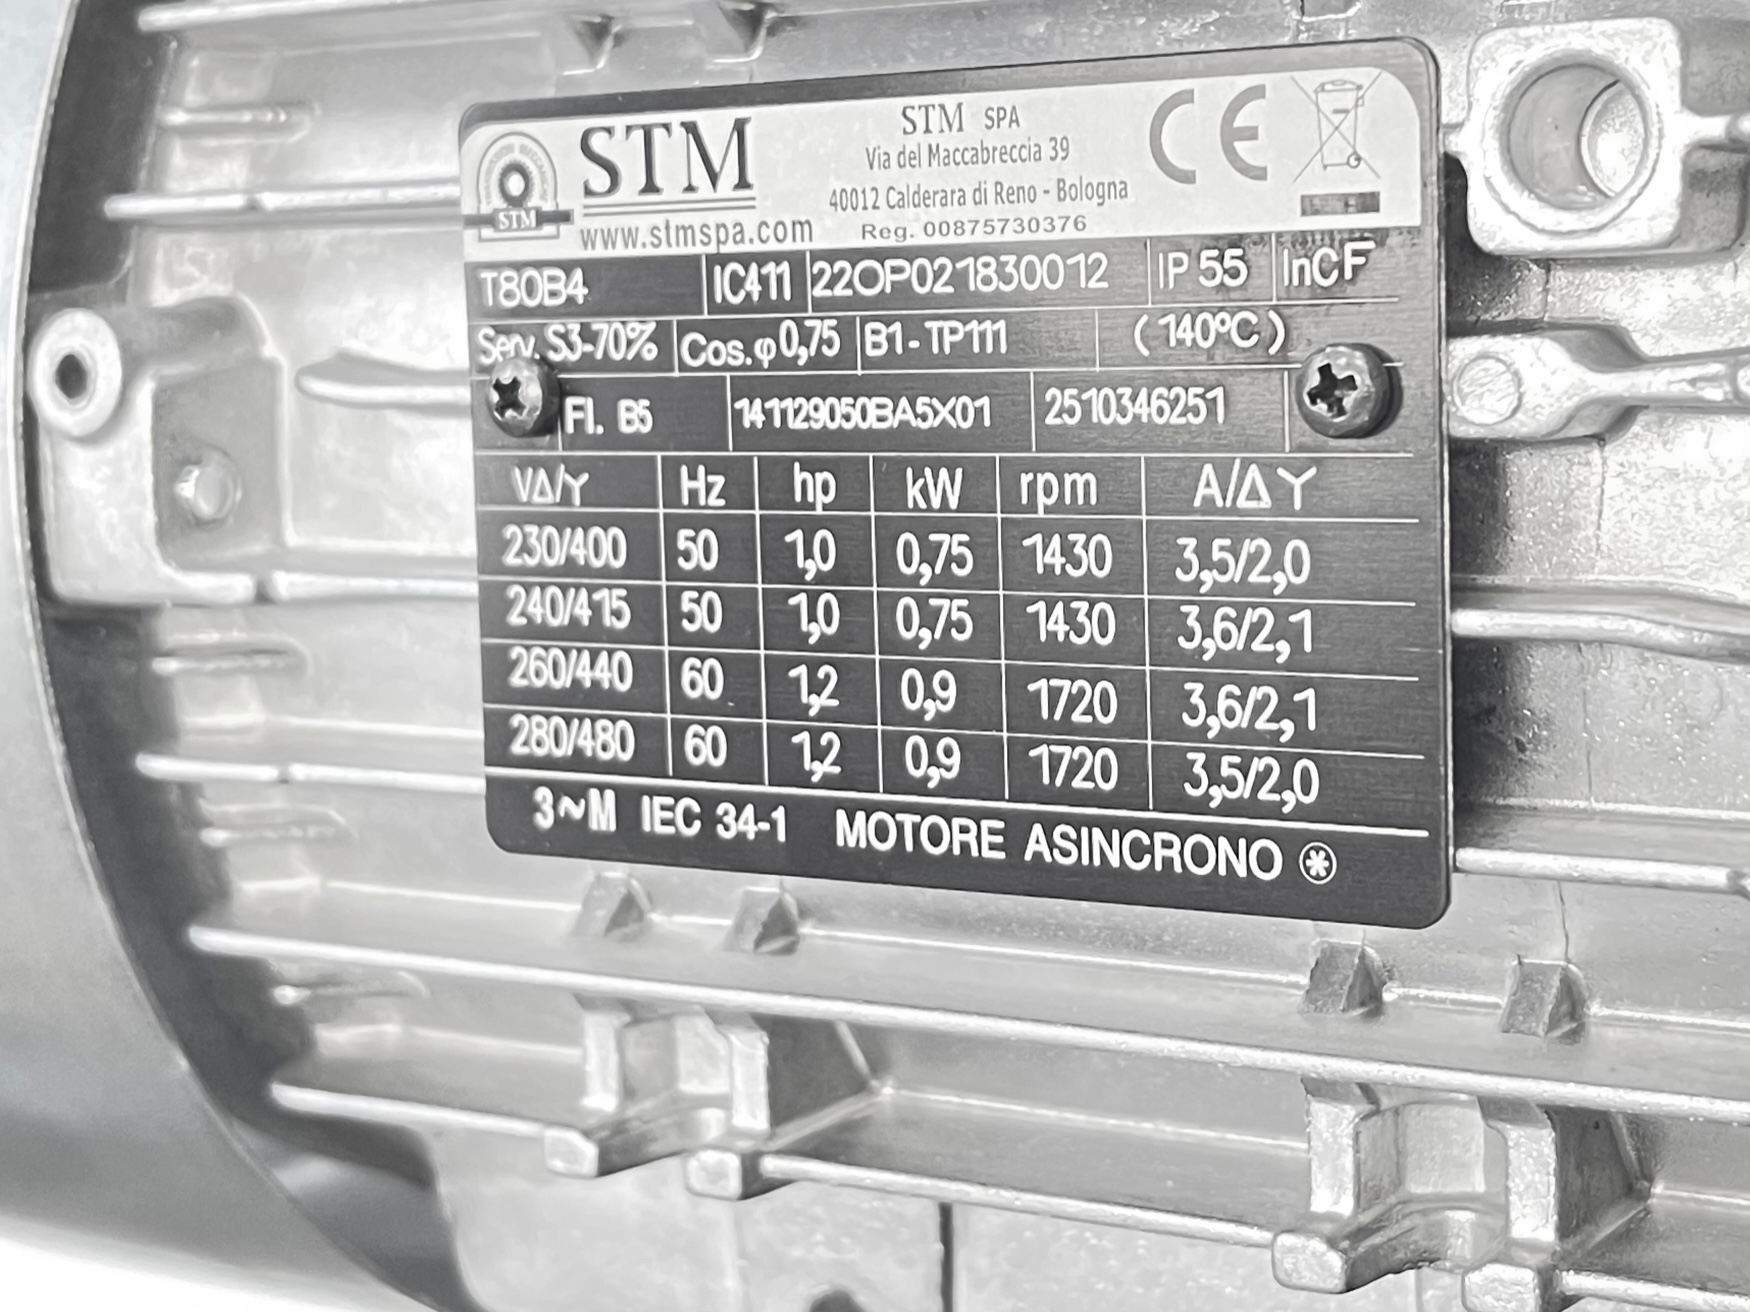 STM
STM
www.stmspa.com
STM SPA
Via del Maccabreccia 39
40012 Calderara di Reno - Bologna
Reg. 00875730376
CE
T80B4 IC411 22OP021830012 IP 55 InCF
Serv. S3-70% Cos.φ0,75 B1-TP111 (140°C)
Fl. B5 141129050BA5X01 2510346251
VΔ/Y Hz hp kW rpm A/ΔY
230/400 50 1,0 0,75 1430 3,5/2,0
240/415 50 1,0 0,75 1430 3,6/2,1
260/440 60 1,2 0,9 1720 3,6/2,1
280/480 60 1,2 0,9 1720 3,5/2,0
3~M IEC 34-1 MOTORE ASINCRONO